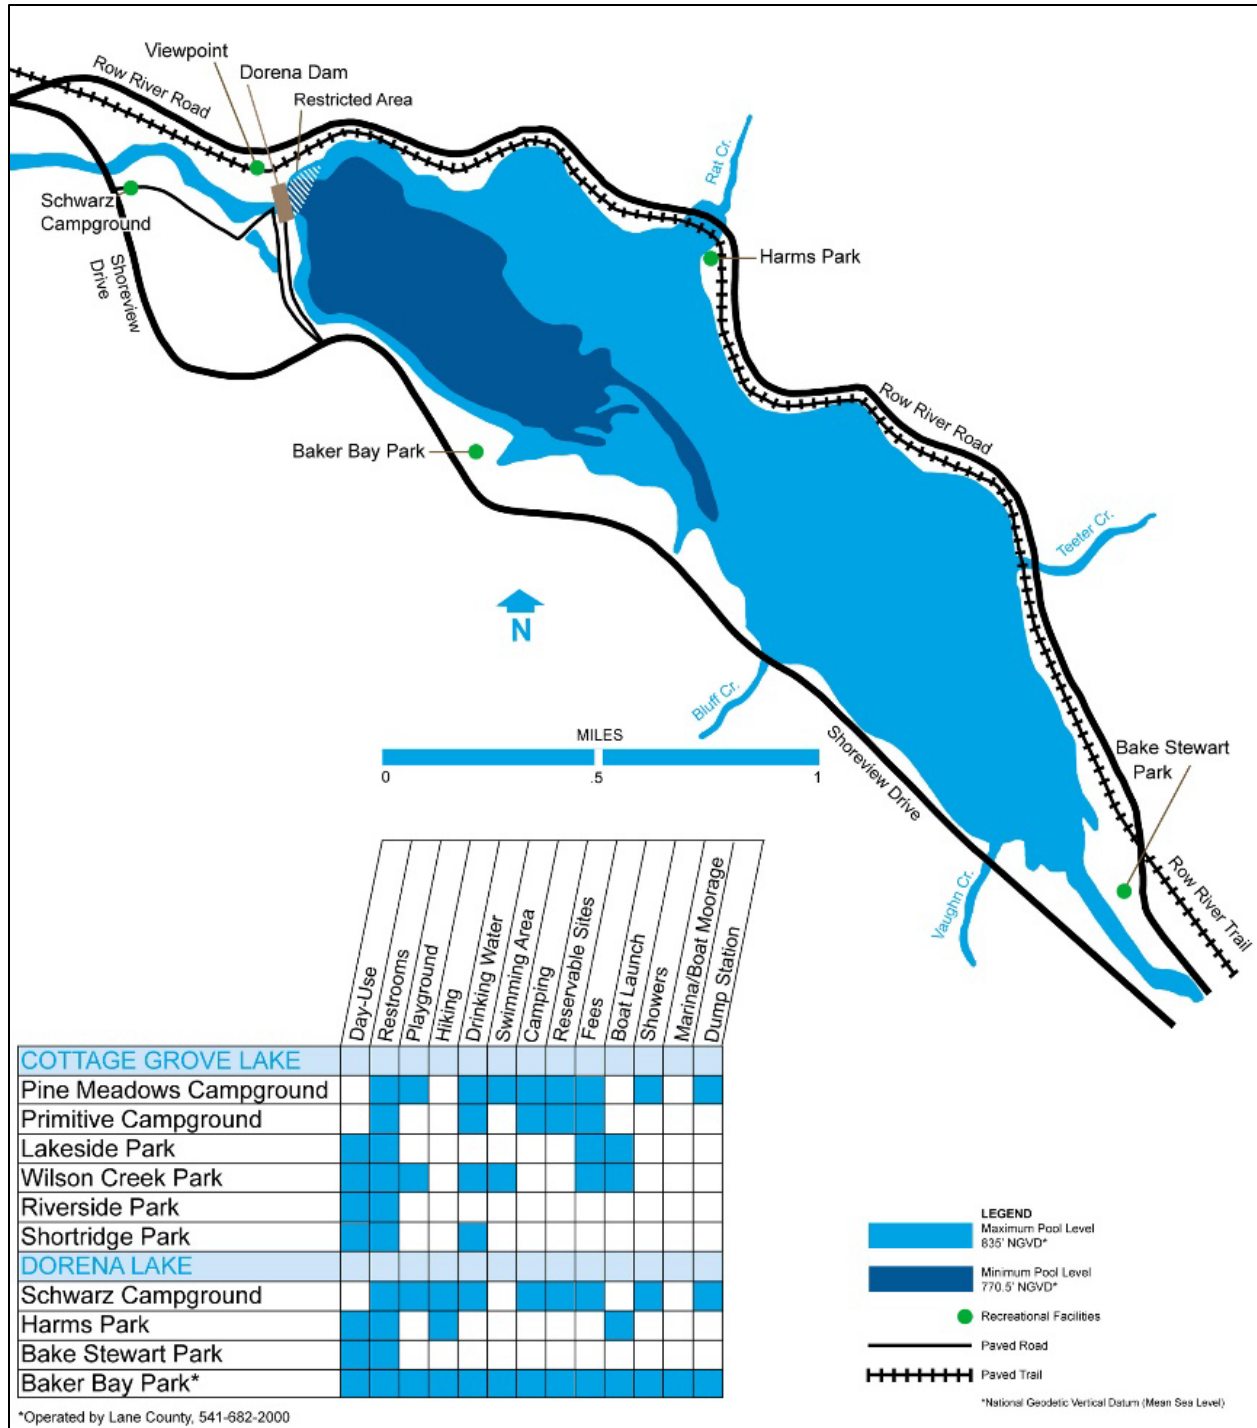 Viewpoint
Dorena Dam
Row River Road
Restricted Area
Rat Cr.
Schwarz
Campground
Harms Park
Shoreview
Drive
Row River Road
Baker Bay Park
Teeter Cr.
N
Bluff Cr.
MILES
0 .5 1
Shoreview Drive
Bake Stewart
Park
Vaughn Cr.
Row River Trail
Day-Use
Restrooms
Playground
Hiking
Drinking Water
Swimming Area
Camping
Reservable Sites
Fees
Boat Launch
Showers
Marina/Boat Moorage
Dump Station
COTTAGE GROVE LAKE
Pine Meadows Campground
Primitive Campground
Lakeside Park
Wilson Creek Park
Riverside Park
Shortridge Park
DORENA LAKE
Schwarz Campground
Harms Park
Bake Stewart Park
Baker Bay Park*
*Operated by Lane County, 541-682-2000
LEGEND
Maximum Pool Level
835' NGVD*
Minimum Pool Level
770.5' NGVD*
Recreational Facilities
Paved Road
Paved Trail
*National Geodetic Vertical Datum (Mean Sea Level)